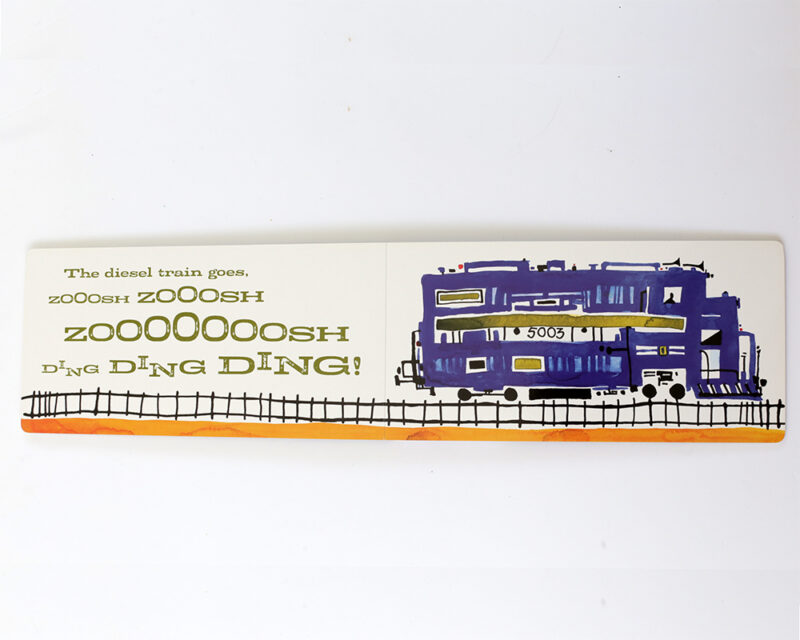 The diesel train goes,
ZOOOSH ZOOOSH
ZOOOOOOOOSH
DING DING DING!
5003